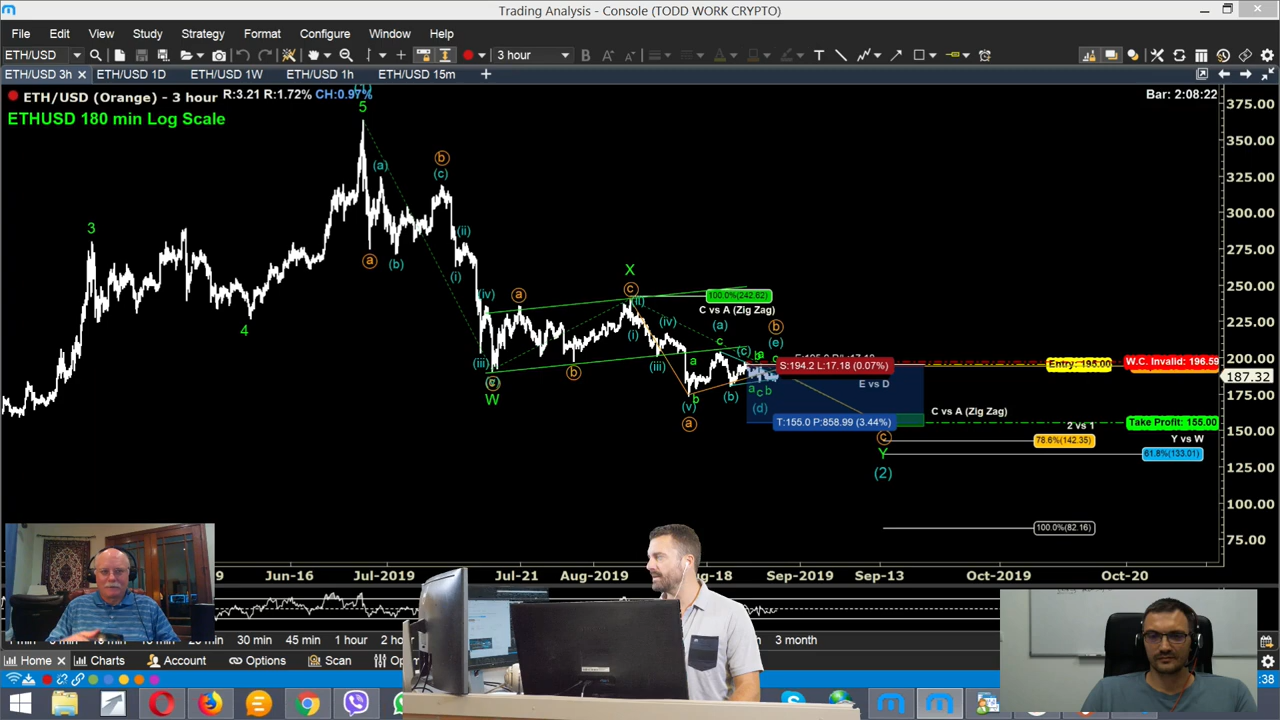 Trading Analysis - Console (TODD WORK CRYPTO)
File Edit View Study Strategy Format Configure Window Help
ETH/USD 3 hour
ETH/USD 3h ETH/USD 1D ETH/USD 1W ETH/USD 1h ETH/USD 15m
ETH/USD (Orange) - 3 hour R:3.21 R:1.72% CH:0.97% Bar: 2:08:22
ETHUSD 180 min Log Scale
375.00
5
350.00
b
(a) (c)
325.00
3
300.00
(ii)
a (b)
275.00
(i)
X
c
(iv) a
100.0%(242.62)
250.00
C vs A (Zig Zag)
4
(i) (iv) (a) b
225.00
(iii) b (iii) a c (c) (e)
200.00
W.C. Invalid: 196.59
Entry: 195.00
S:194.2 L:17.18 (0.07%)
187.32
E vs D
W
(b)
175.00
(v) b
a c b
(d)
a
C vs A (Zig Zag)
T:155.0 P:858.99 (3.44%)
Take Profit: 155.00
2 vs 1
150.00
c
78.6%(142.35)
Y vs W
Y
61.8%(133.01)
(2)
125.00
100.00
100.0%(82.16)
75.00
Jun-16 Jul-2019 Jul-21 Aug-2019 Sep-2019 Sep-13 Oct-2019 Oct-20
30 min 45 min 1 hour 3 month
Home Charts Account Options Scan
:38